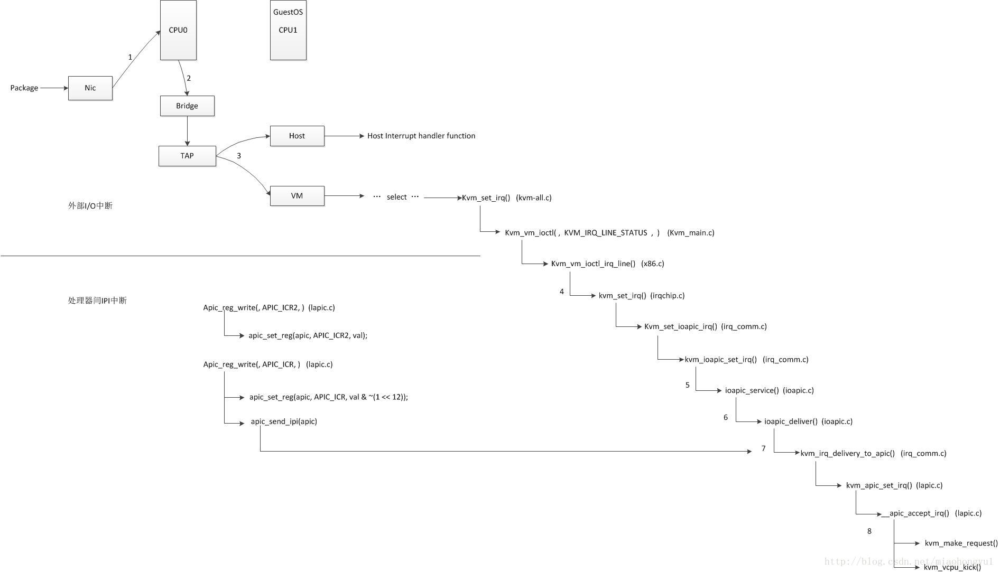 GuestOS
CPU0
CPU1
1
2
Package
Nic
Bridge
Host
Host Interrupt handler function
TAP
3
VM
··· select ···
Kvm_set_irq() (kvm-all.c)
外部I/O中断
Kvm_vm_ioctl( , KVM_IRQ_LINE_STATUS , ) (Kvm_main.c)
Kvm_vm_ioctl_irq_line() (x86.c)
4
kvm_set_irq() (irqchip.c)
处理器间IPI中断
Apic_reg_write(, APIC_ICR2, ) (lapic.c)
Kvm_set_ioapic_irq() (irq_comm.c)
apic_set_reg(apic, APIC_ICR2, val);
kvm_ioapic_set_irq() (irq_comm.c)
Apic_reg_write(, APIC_ICR, ) (lapic.c)
5
ioapic_service() (ioapic.c)
apic_set_reg(apic, APIC_ICR, val & ~(1 << 12));
6
ioapic_deliver() (ioapic.c)
apic_send_ipi(apic)
7
kvm_irq_delivery_to_apic() (irq_comm.c)
kvm_apic_set_irq() (lapic.c)
__apic_accept_irq() (lapic.c)
8
kvm_make_request()
http://blog.csdn.net/miaohongyu1
kvm_vcpu_kick()